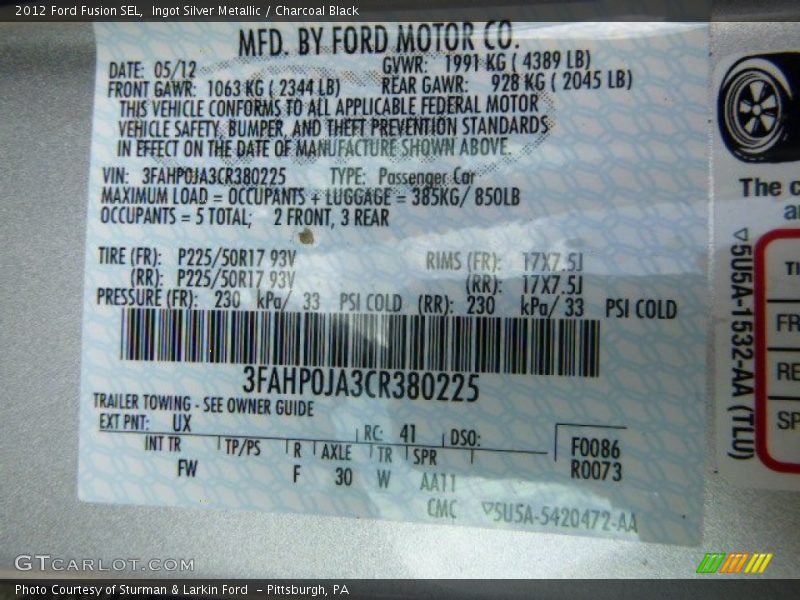 2012 Ford Fusion SEL, Ingot Silver Metallic / Charcoal Black
MFD. BY FORD MOTOR CO.
DATE: 05/12 GVWR: 1991 KG ( 4389 LB)
FRONT GAWR: 1063 KG ( 2344 LB) REAR GAWR: 928 KG ( 2045 LB)
THIS VEHICLE CONFORMS TO ALL APPLICABLE FEDERAL MOTOR
VEHICLE SAFETY, BUMPER, AND THEFT PREVENTION STANDARDS
IN EFFECT ON THE DATE OF MANUFACTURE SHOWN ABOVE.
VIN: 3FAHP0JA3CR380225 TYPE: Passenger Car
MAXIMUM LOAD = OCCUPANTS + LUGGAGE = 385KG/ 850LB
OCCUPANTS = 5 TOTAL; 2 FRONT, 3 REAR
TIRE (FR): P225/50R17 93V RIMS (FR): 17X7.5J
(RR): P225/50R17 93V (RR): 17X7.5J
PRESSURE (FR): 230 kPa/ 33 PSI COLD (RR): 230 kPa/ 33 PSI COLD
3FAHP0JA3CR380225
TRAILER TOWING - SEE OWNER GUIDE
EXT PNT: UX RC: 41 DSO:
INT TR TP/PS R AXLE TR SPR F0086
FW F 30 W AA11 R0073
CMC ▽5U5A-5420472-AA
The c
a
▽5U5A-1532-AA (TLU)
TI
FR
RE
SP
GTCARLOT.COM
Photo Courtesy of Sturman & Larkin Ford - Pittsburgh, PA